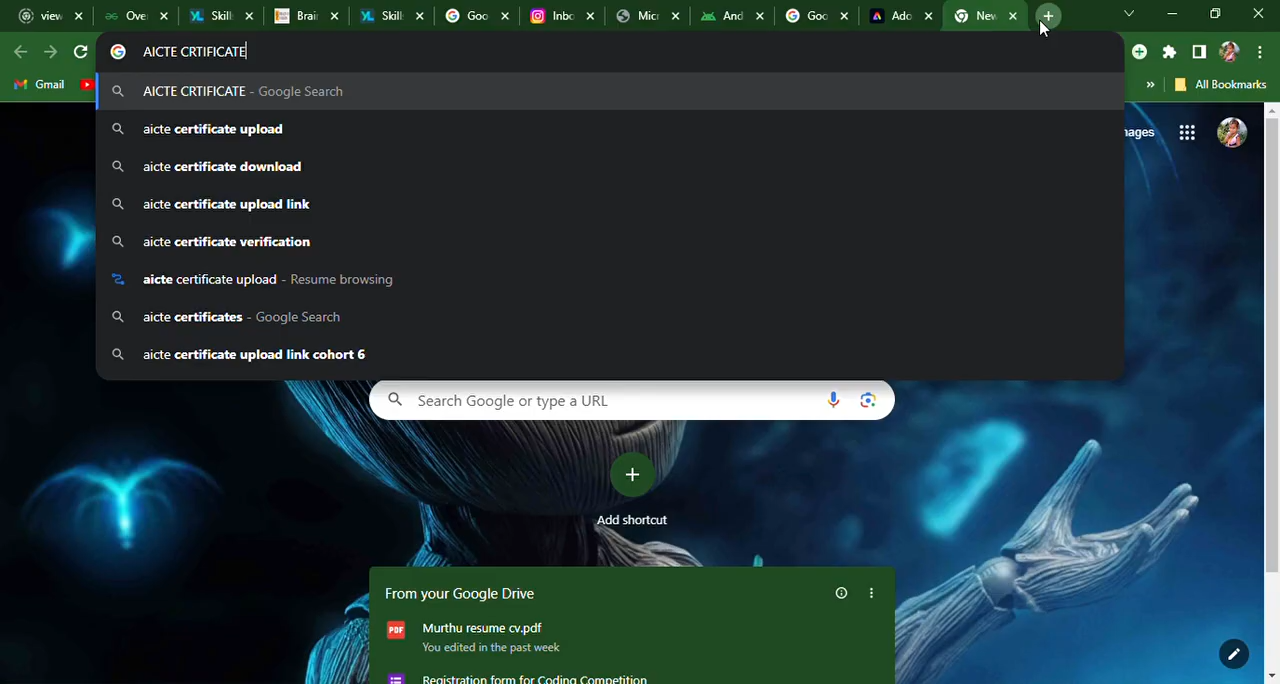 view
Over
Skill
Brai
Skill
Goo
Inbo
Micr
And
Goo
Ado
New
AICTE CRTIFICATE
Gmail
All Bookmarks
AICTE CRTIFICATE - Google Search
aicte certificate upload
aicte certificate download
aicte certificate upload link
aicte certificate verification
aicte certificate upload - Resume browsing
aicte certificates - Google Search
aicte certificate upload link cohort 6
nages
Search Google or type a URL
Add shortcut
From your Google Drive
PDF
Murthu resume cv.pdf
You edited in the past week
Registration form for Coding Competition